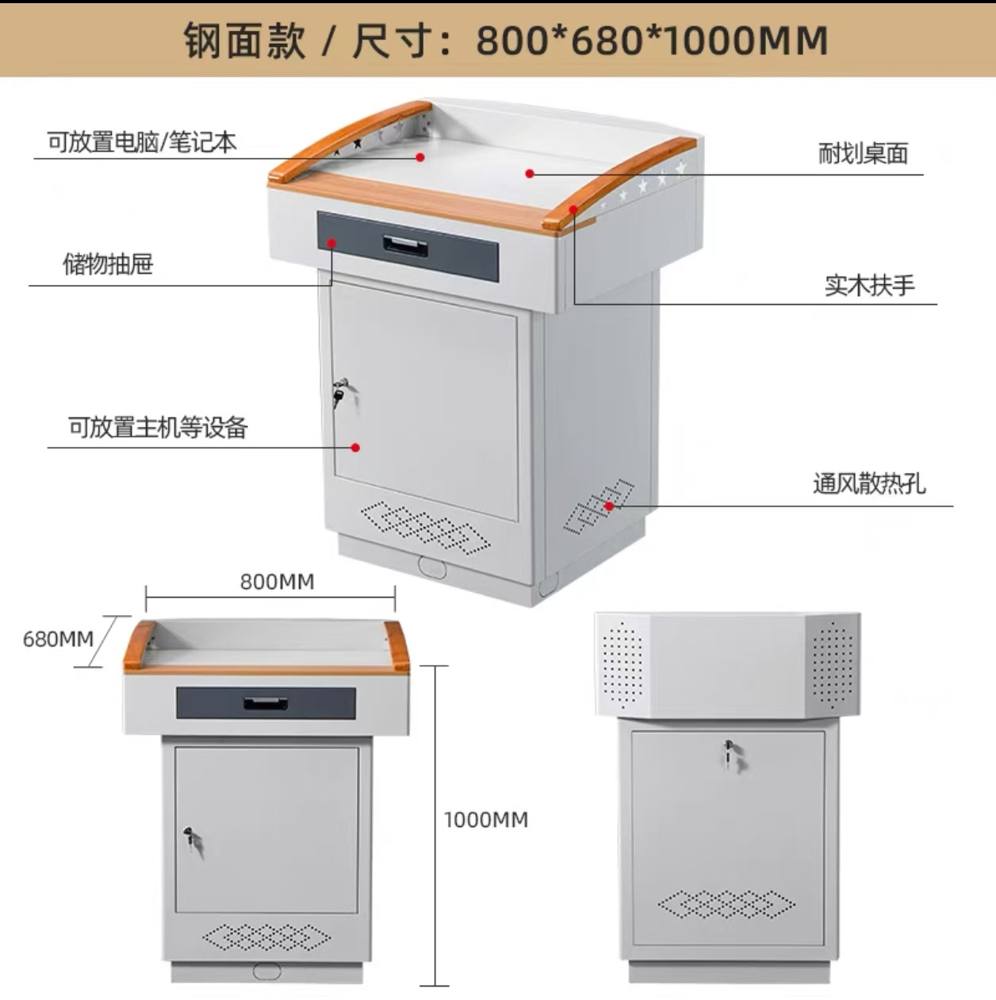 钢面款 / 尺寸：800*680*1000MM
可放置电脑/笔记本
耐划桌面
储物抽屉
实木扶手
可放置主机等设备
通风散热孔
800MM
680MM
1000MM